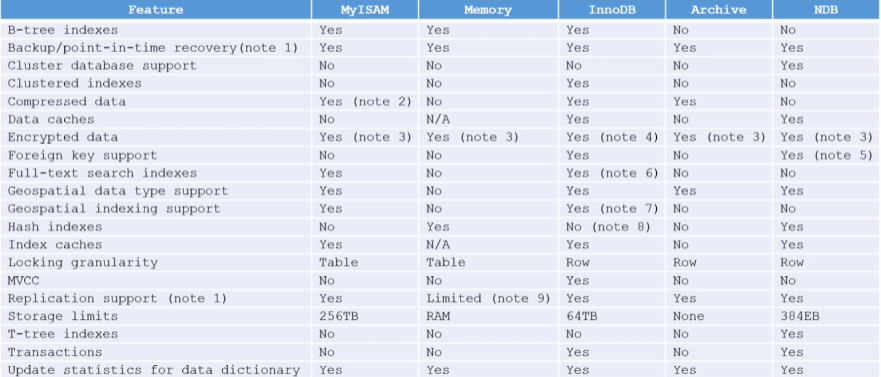 Feature MyISAM Memory InnoDB Archive NDB
B-tree indexes Yes Yes Yes No No
Backup/point-in-time recovery(note 1) Yes Yes Yes Yes Yes
Cluster database support No No No No Yes
Clustered indexes No No Yes No No
Compressed data Yes (note 2) No Yes Yes No
Data caches No N/A Yes No Yes
Encrypted data Yes (note 3) Yes (note 3) Yes (note 4) Yes (note 3) Yes (note 3)
Foreign key support No No Yes No Yes (note 5)
Full-text search indexes Yes No Yes (note 6) No No
Geospatial data type support Yes No Yes Yes Yes
Geospatial indexing support Yes No Yes (note 7) No No
Hash indexes No Yes No (note 8) No Yes
Index caches Yes N/A Yes No Yes
Locking granularity Table Table Row Row Row
MVCC No No Yes No No
Replication support (note 1) Yes Limited (note 9) Yes Yes Yes
Storage limits 256TB RAM 64TB None 384EB
T-tree indexes No No No No Yes
Transactions No No Yes No Yes
Update statistics for data dictionary Yes Yes Yes Yes Yes